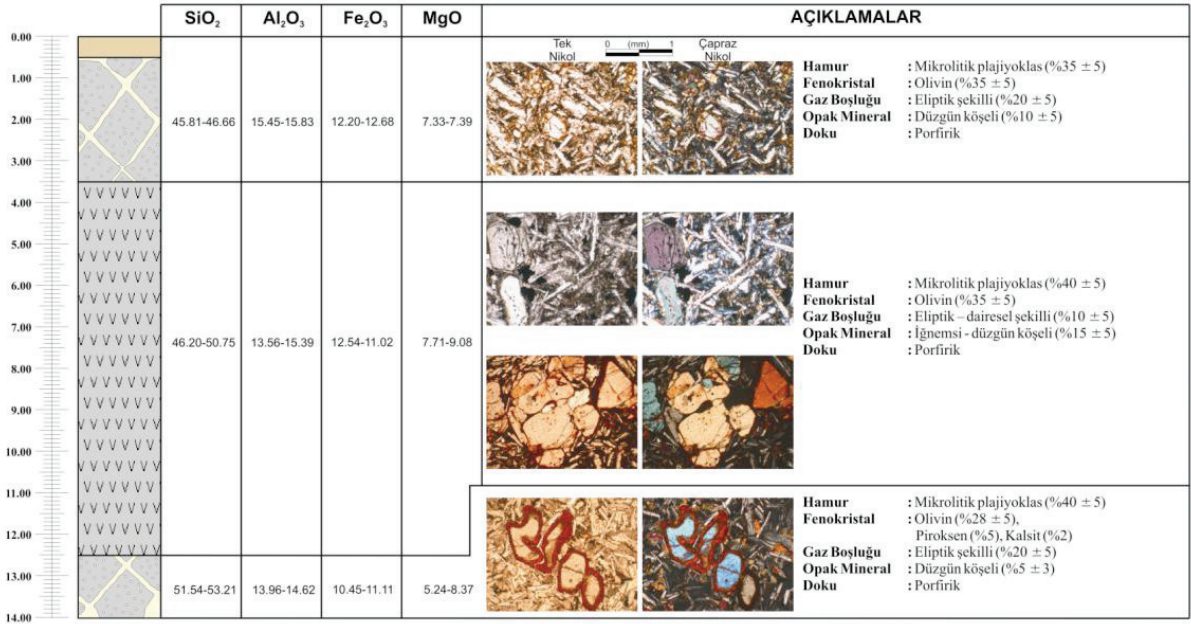 SiO₂ Al₂O₃ Fe₂O₃ MgO AÇIKLAMALAR
0.00
1.00
2.00
3.00
4.00
5.00
6.00
7.00
8.00
9.00
10.00
11.00
12.00
13.00
14.00
Tek Nikol
0 (mm) 1
Çapraz Nikol
45.81-46.66 15.45-15.83 12.20-12.68 7.33-7.39
Hamur : Mikrolitik plajiyoklas (%35 ± 5)
Fenokristal : Olivin (%35 ± 5)
Gaz Boşluğu : Eliptik şekilli (%20 ± 5)
Opak Mineral : Düzgün köşeli (%10 ± 5)
Doku : Porfirik
46.20-50.75 13.56-15.39 12.54-11.02 7.71-9.08
Hamur : Mikrolitik plajiyoklas (%40 ± 5)
Fenokristal : Olivin (%35 ± 5)
Gaz Boşluğu : Eliptik – dairesel şekilli (%10 ± 5)
Opak Mineral : İğnemsi - düzgün köşeli (%15 ± 5)
Doku : Porfirik
51.54-53.21 13.96-14.62 10.45-11.11 5.24-8.37
Hamur : Mikrolitik plajiyoklas (%40 ± 5)
Fenokristal : Olivin (%28 ± 5),
Piroksen (%5), Kalsit (%2)
Gaz Boşluğu : Eliptik şekilli (%20 ± 5)
Opak Mineral : Düzgün köşeli (%5 ± 3)
Doku : Porfirik